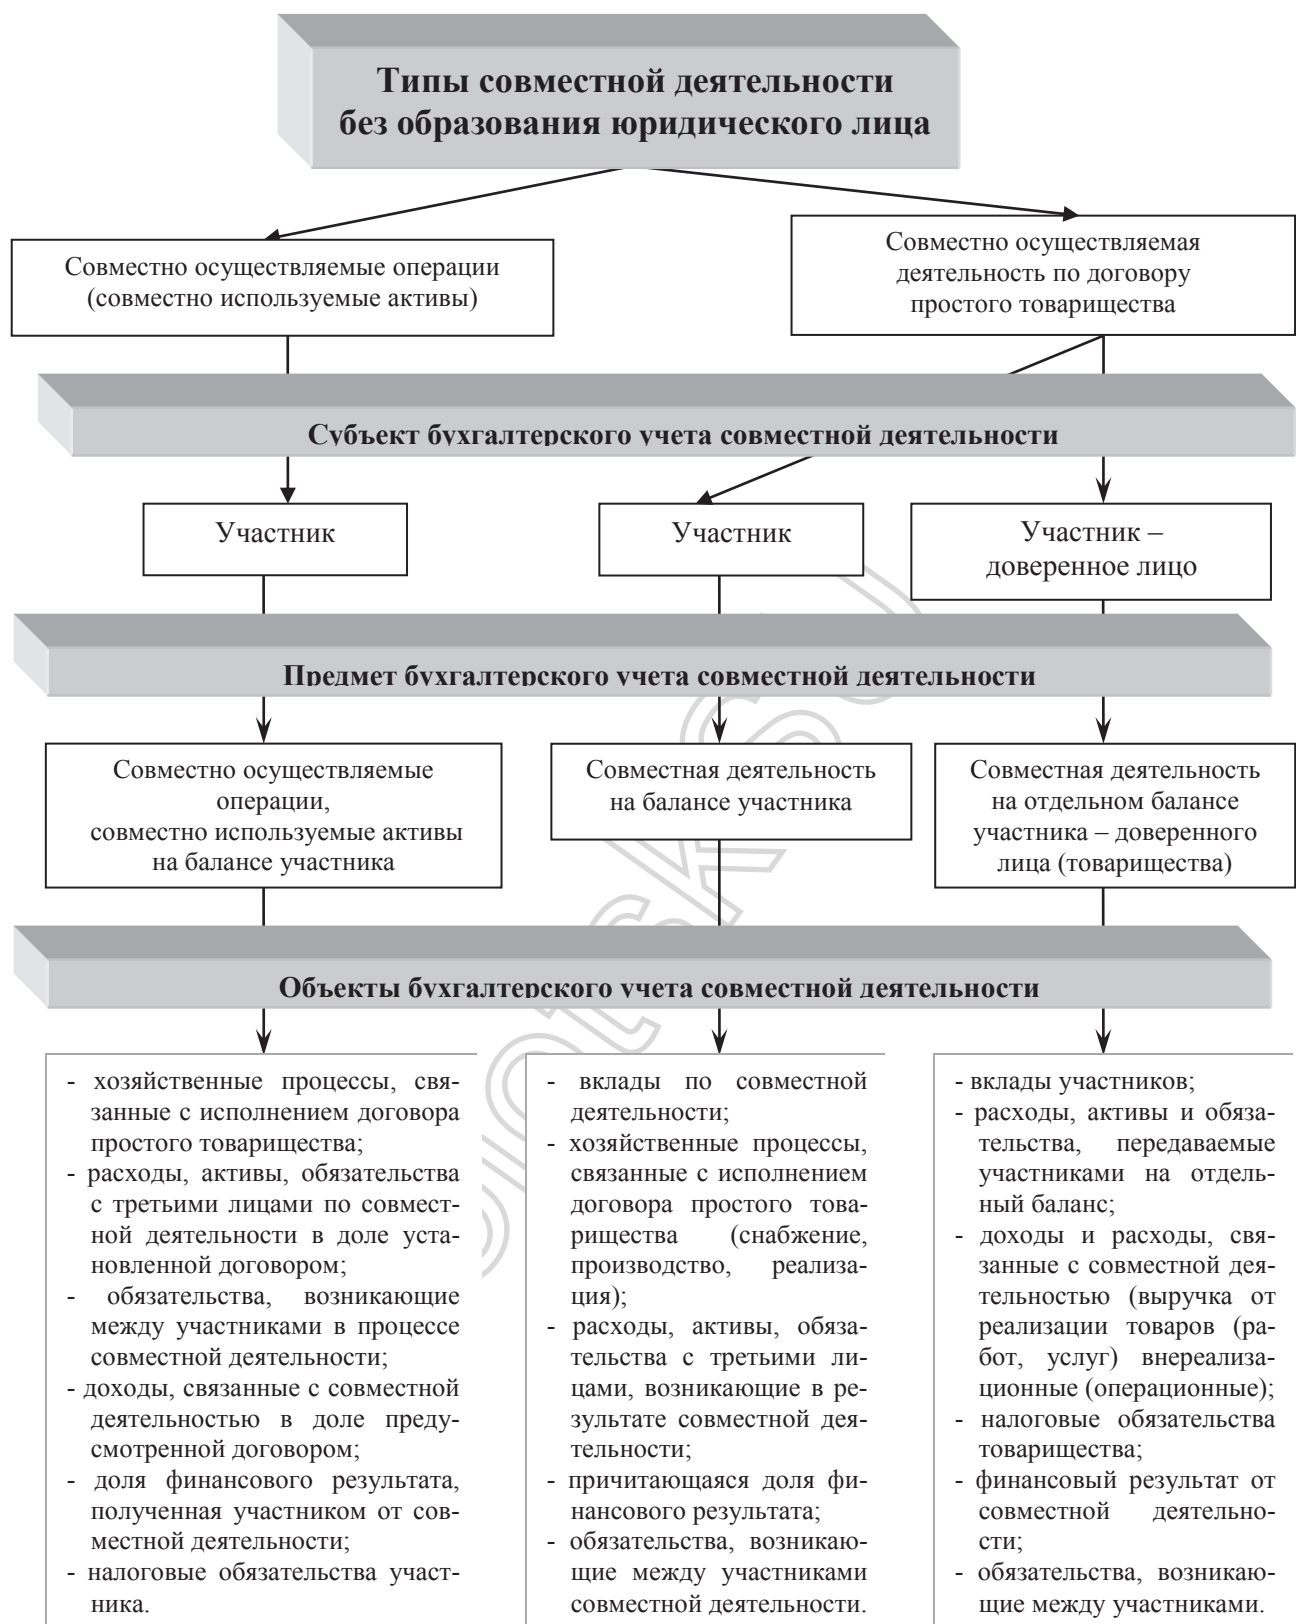 Типы совместной деятельности
без образования юридического лица
Совместно осуществляемые операции
(совместно используемые активы)
Совместно осуществляемая
деятельность по договору
простого товарищества
Субъект бухгалтерского учета совместной деятельности
Участник
Участник
Участник –
доверенное лицо
Предмет бухгалтерского учета совместной деятельности
Совместно осуществляемые
операции,
совместно используемые активы
на балансе участника
Совместная деятельность
на балансе участника
Совместная деятельность
на отдельном балансе
участника – доверенного
лица (товарищества)
Объекты бухгалтерского учета совместной деятельности
- хозяйственные процессы, свя-
занные с исполнением договора
простого товарищества;
- расходы, активы, обязательства
с третьими лицами по совмест-
ной деятельности в доле уста-
новленной договором;
- обязательства, возникающие
между участниками в процессе
совместной деятельности;
- доходы, связанные с совместной
деятельностью в доле преду-
смотренной договором;
- доля финансового результата,
полученная участником от сов-
местной деятельности;
- налоговые обязательства участ-
ника.
- вклады по совместной
деятельности;
- хозяйственные процессы,
связанные с исполнением
договора простого това-
рищества (снабжение,
производство, реализа-
ция);
- расходы, активы, обяза-
тельства с третьими ли-
цами, возникающие в ре-
зультате совместной дея-
тельности;
- причитающаяся доля фи-
нансового результата;
- обязательства, возникаю-
щие между участниками
совместной деятельности.
- вклады участников;
- расходы, активы и обяза-
тельства, передаваемые
участниками на отдель-
ный баланс;
- доходы и расходы, свя-
занные с совместной дея-
тельностью (выручка от
реализации товаров (ра-
бот, услуг) внереализа-
ционные (операционные);
- налоговые обязательства
товарищества;
- финансовый результат от
совместной деятельно-
сти;
- обязательства, возникаю-
щие между участниками.